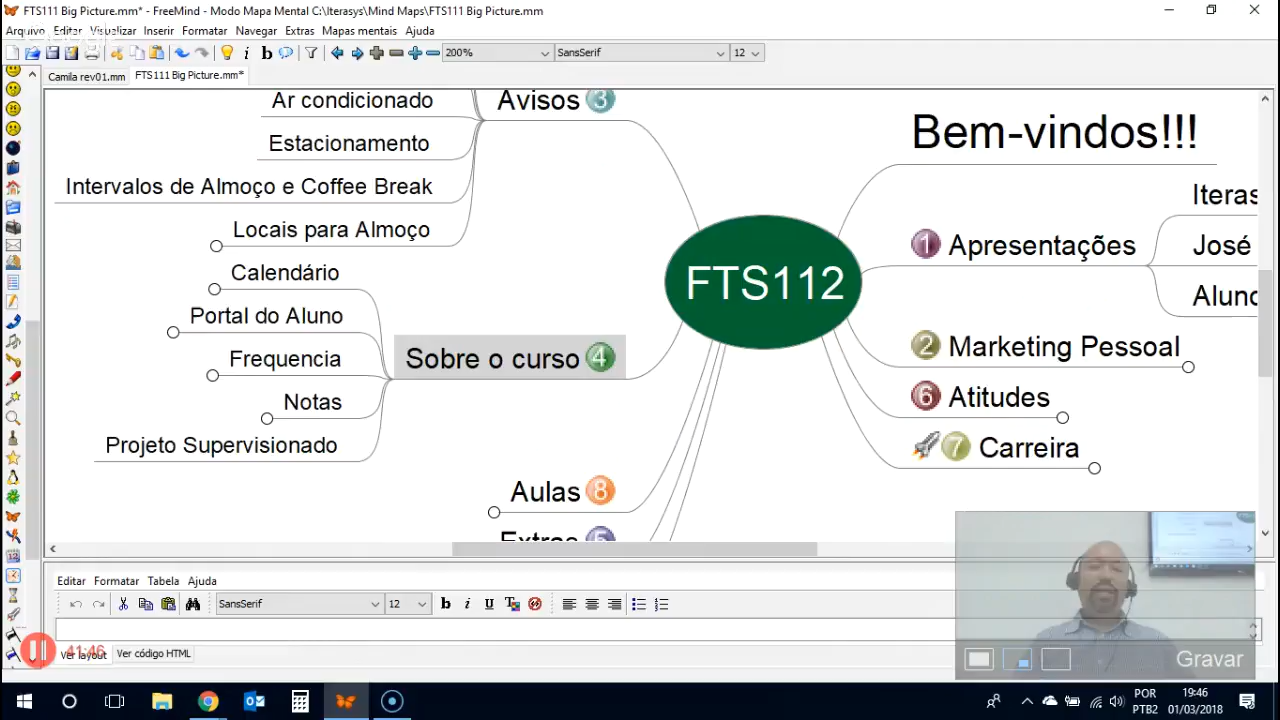 FTS111 Big Picture.mm* - FreeMind - Modo Mapa Mental C:\Iterasys\Mind Maps\FTS111 Big Picture.mm
Arquivo Editar Visualizar Inserir Formatar Navegar Extras Mapas mentais Ajuda
200% SansSerif 12
Camila rev01.mm FTS111 Big Picture.mm*
Ar condicionado
Estacionamento
Intervalos de Almoço e Coffee Break
Locais para Almoço
Avisos 3
Calendário
Portal do Aluno
Frequencia
Notas
Projeto Supervisionado
Sobre o curso 4
Aulas 8
Extras 5
FTS112
Bem-vindos!!!
1 Apresentações
Iteras
José
Aluno
2 Marketing Pessoal
6 Atitudes
7 Carreira
Editar Formatar Tabela Ajuda
SansSerif 12 b i U
41:46
Ver layout Ver código HTML
Gravar
POR
PTB2
19:46
01/03/2018